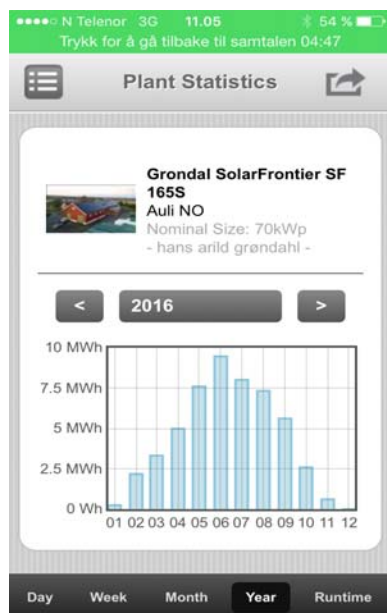 N Telenor 3G 11.05 54 %
Trykk for å gå tilbake til samtalen 04:47
Plant Statistics
Grondal SolarFrontier SF
165S
Auli NO
Nominal Size: 70kWp
- hans arild grøndahl -
< 2016 >
10 MWh
7.5 MWh
5 MWh
2.5 MWh
0 Wh
01 02 03 04 05 06 07 08 09 10 11 12
Day Week Month Year Runtime